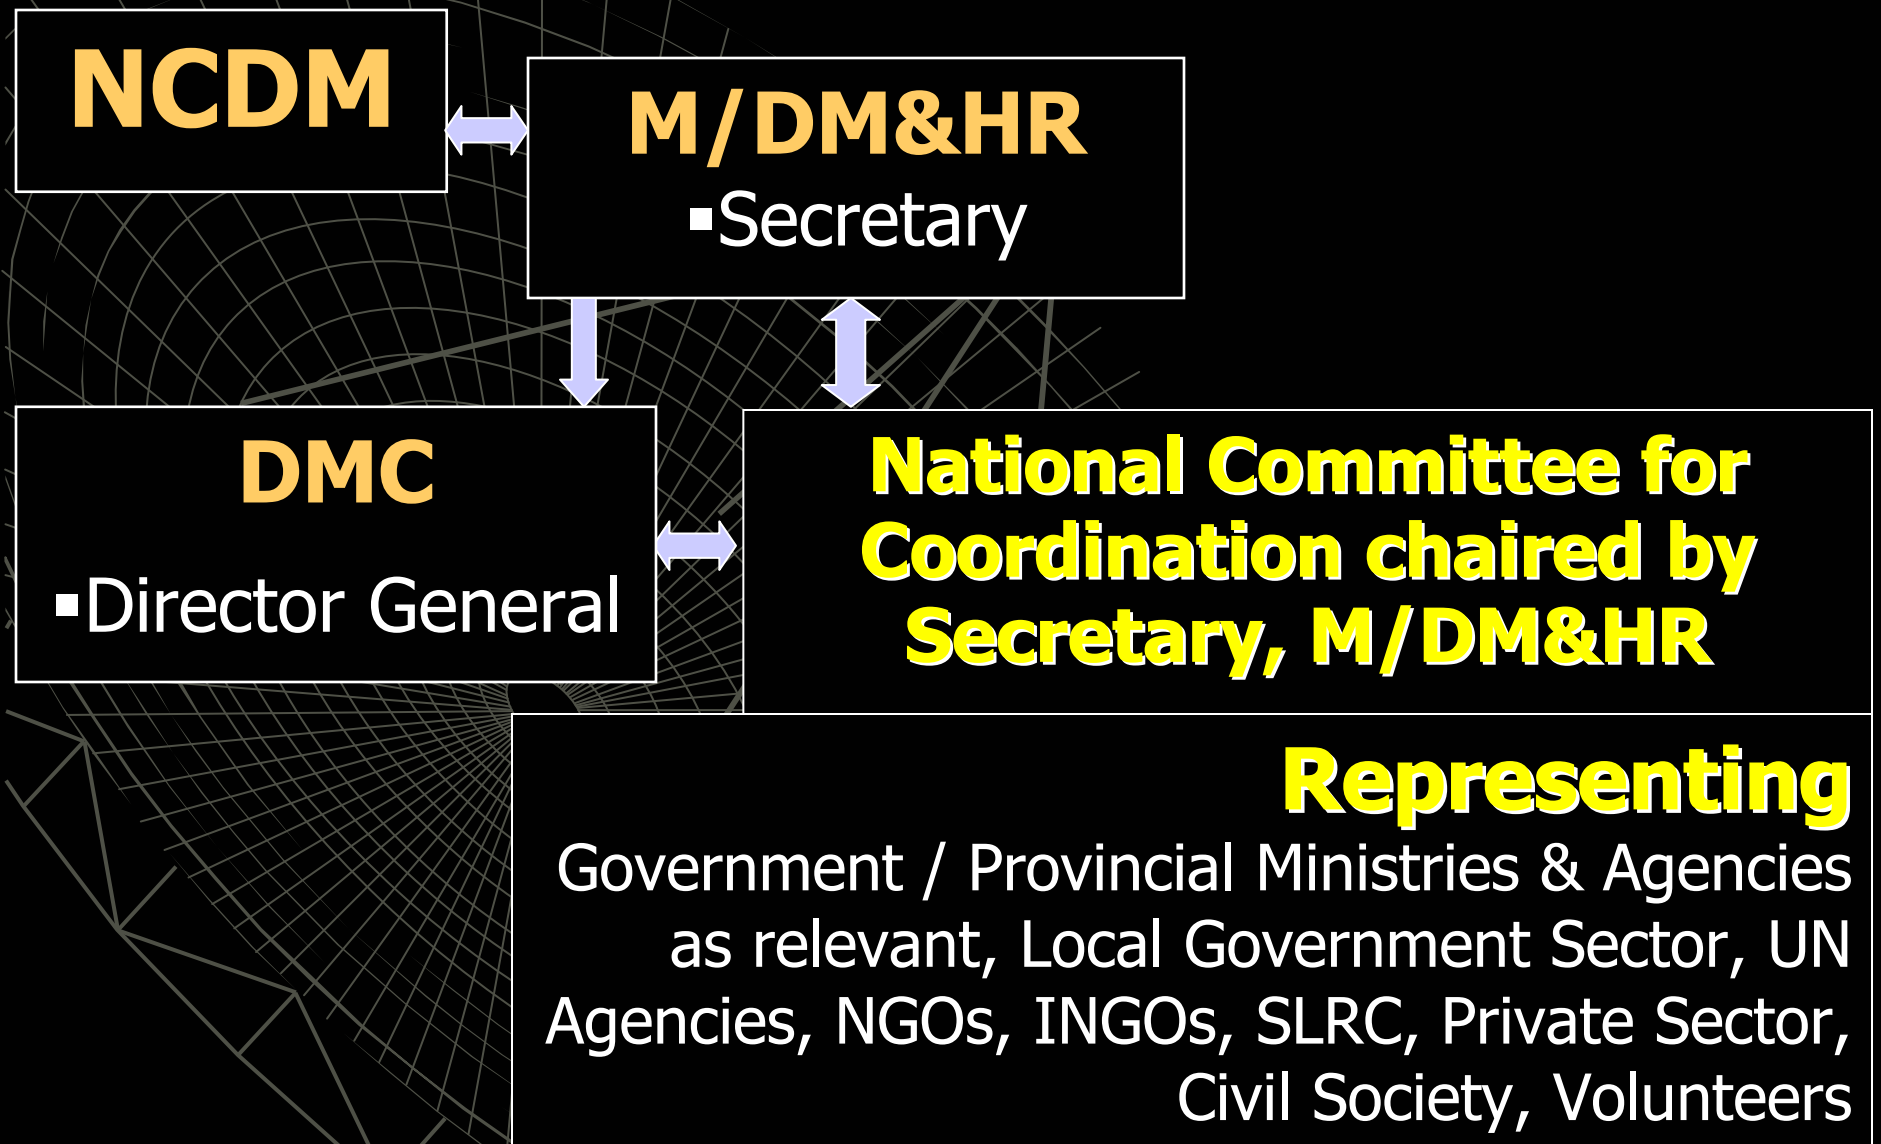 NCDM
M/DM&HR
▪Secretary
DMC
▪Director General
National Committee for
Coordination chaired by
Secretary, M/DM&HR
Representing
Government / Provincial Ministries & Agencies
as relevant, Local Government Sector, UN
Agencies, NGOs, INGOs, SLRC, Private Sector,
Civil Society, Volunteers